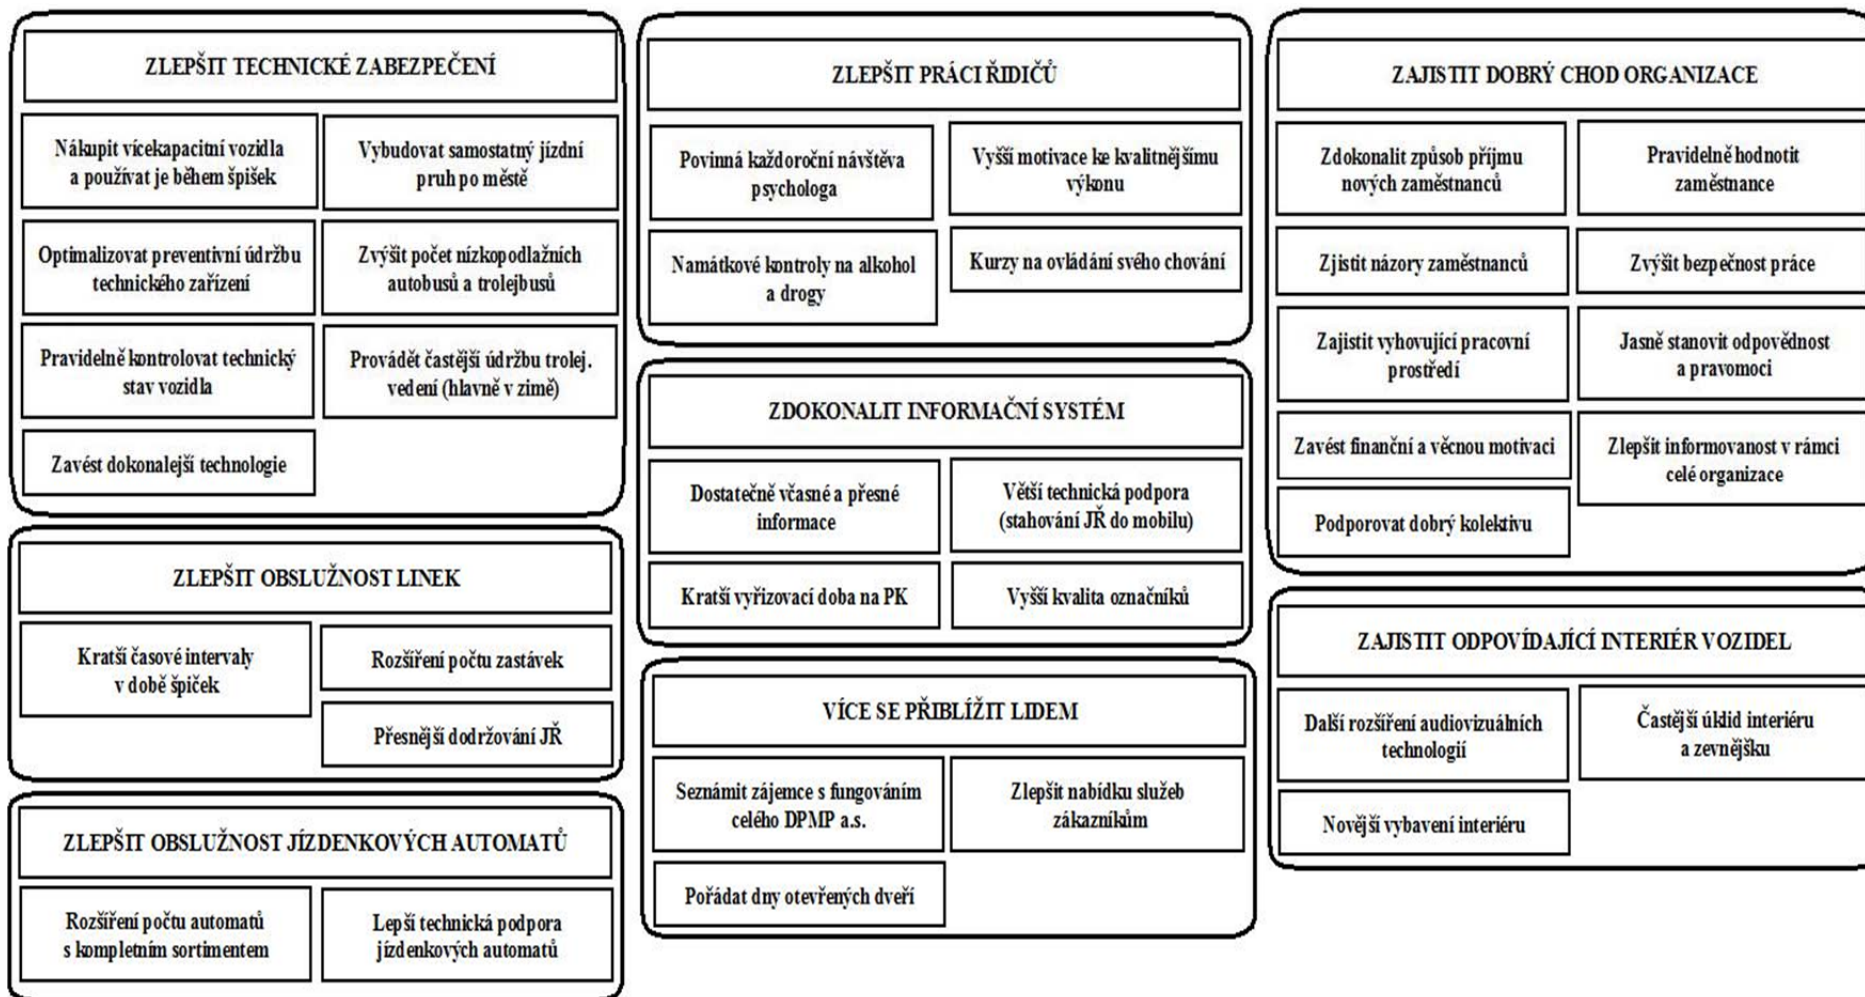 ZLEPŠIT TECHNICKÉ ZABEZPEČENÍ
Nákupit vícekapacitní vozidla
a používat je během špišek
Vybudovat samostatný jízdní
pruh po městě
Optimalizovat preventivní údržbu
technického zařízení
Zvýšit počet nízkopodlažních
autobusů a trolejbusů
Pravidelně kontrolovat technický
stav vozidla
Provádět častější údržbu trolej.
vedení (hlavně v zimě)
Zavést dokonalejší technologie
ZLEPŠIT OBSLUŽNOST LINEK
Kratší časové intervaly
v době špiček
Rozšíření počtu zastávek
Přesnější dodržování JŘ
ZLEPŠIT OBSLUŽNOST JÍZDENKOVÝCH AUTOMATŮ
Rozšíření počtu automatů
s kompletním sortimentem
Lepší technická podpora
jízdenkových automatů
ZLEPŠIT PRÁCI ŘIDIČŮ
Povinná každoroční návštěva
psychologa
Vyšší motivace ke kvalitnějšímu
výkonu
Namátkové kontroly na alkohol
a drogy
Kurzy na ovládání svého chování
ZDOKONALIT INFORMAČNÍ SYSTÉM
Dostatečně včasné a přesné
informace
Větší technická podpora
(stahování JŘ do mobilu)
Kratší vyřizovací doba na PK
Vyšší kvalita označníků
VÍCE SE PŘIBLÍŽIT LIDEM
Seznámit zájemce s fungováním
celého DPMP a.s.
Zlepšit nabídku služeb
zákazníkům
Pořádat dny otevřených dveří
ZAJISTIT DOBRÝ CHOD ORGANIZACE
Zdokonalit způsob příjmu
nových zaměstnanců
Pravidelně hodnotit
zaměstnance
Zjistit názory zaměstnanců
Zvýšit bezpečnost práce
Zajistit vyhovující pracovní
prostředí
Jasně stanovit odpovědnost
a pravomoci
Zavést finanční a věcnou motivaci
Zlepšit informovanost v rámci
celé organizace
Podporovat dobrý kolektivu
ZAJISTIT ODPOVÍDAJÍCÍ INTERIÉR VOZIDEL
Další rozšíření audiovizuálních
technologií
Častější úklid interiéru
a zevnějšku
Novější vybavení interiéru